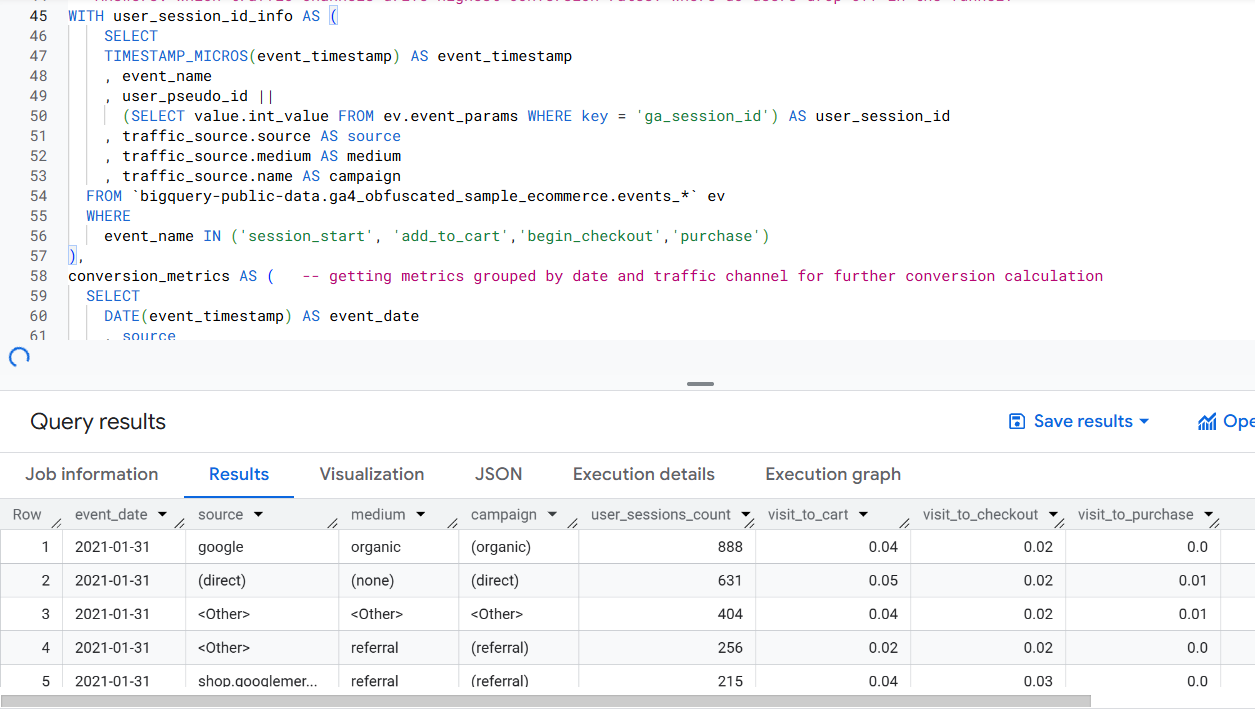 45 WITH user_session_id_info AS (
46 SELECT
47 TIMESTAMP_MICROS(event_timestamp) AS event_timestamp
48 , event_name
49 , user_pseudo_id ||
50 (SELECT value.int_value FROM ev.event_params WHERE key = 'ga_session_id') AS user_session_id
51 , traffic_source.source AS source
52 , traffic_source.medium AS medium
53 , traffic_source.name AS campaign
54 FROM `bigquery-public-data.ga4_obfuscated_sample_ecommerce.events_*` ev
55 WHERE
56 event_name IN ('session_start', 'add_to_cart','begin_checkout','purchase')
57 ),
58 conversion_metrics AS ( -- getting metrics grouped by date and traffic channel for further conversion calculation
59 SELECT
60 DATE(event_timestamp) AS event_date
61 , source
Query results Save results Ope
Job information Results Visualization JSON Execution details Execution graph
Row event_date source medium campaign user_sessions_count visit_to_cart visit_to_checkout visit_to_purchase
1 2021-01-31 google organic (organic) 888 0.04 0.02 0.0
2 2021-01-31 (direct) (none) (direct) 631 0.05 0.02 0.01
3 2021-01-31 <Other> <Other> <Other> 404 0.04 0.02 0.01
4 2021-01-31 <Other> referral (referral) 256 0.02 0.02 0.0
5 2021-01-31 shop.googlemer... referral (referral) 215 0.04 0.03 0.0